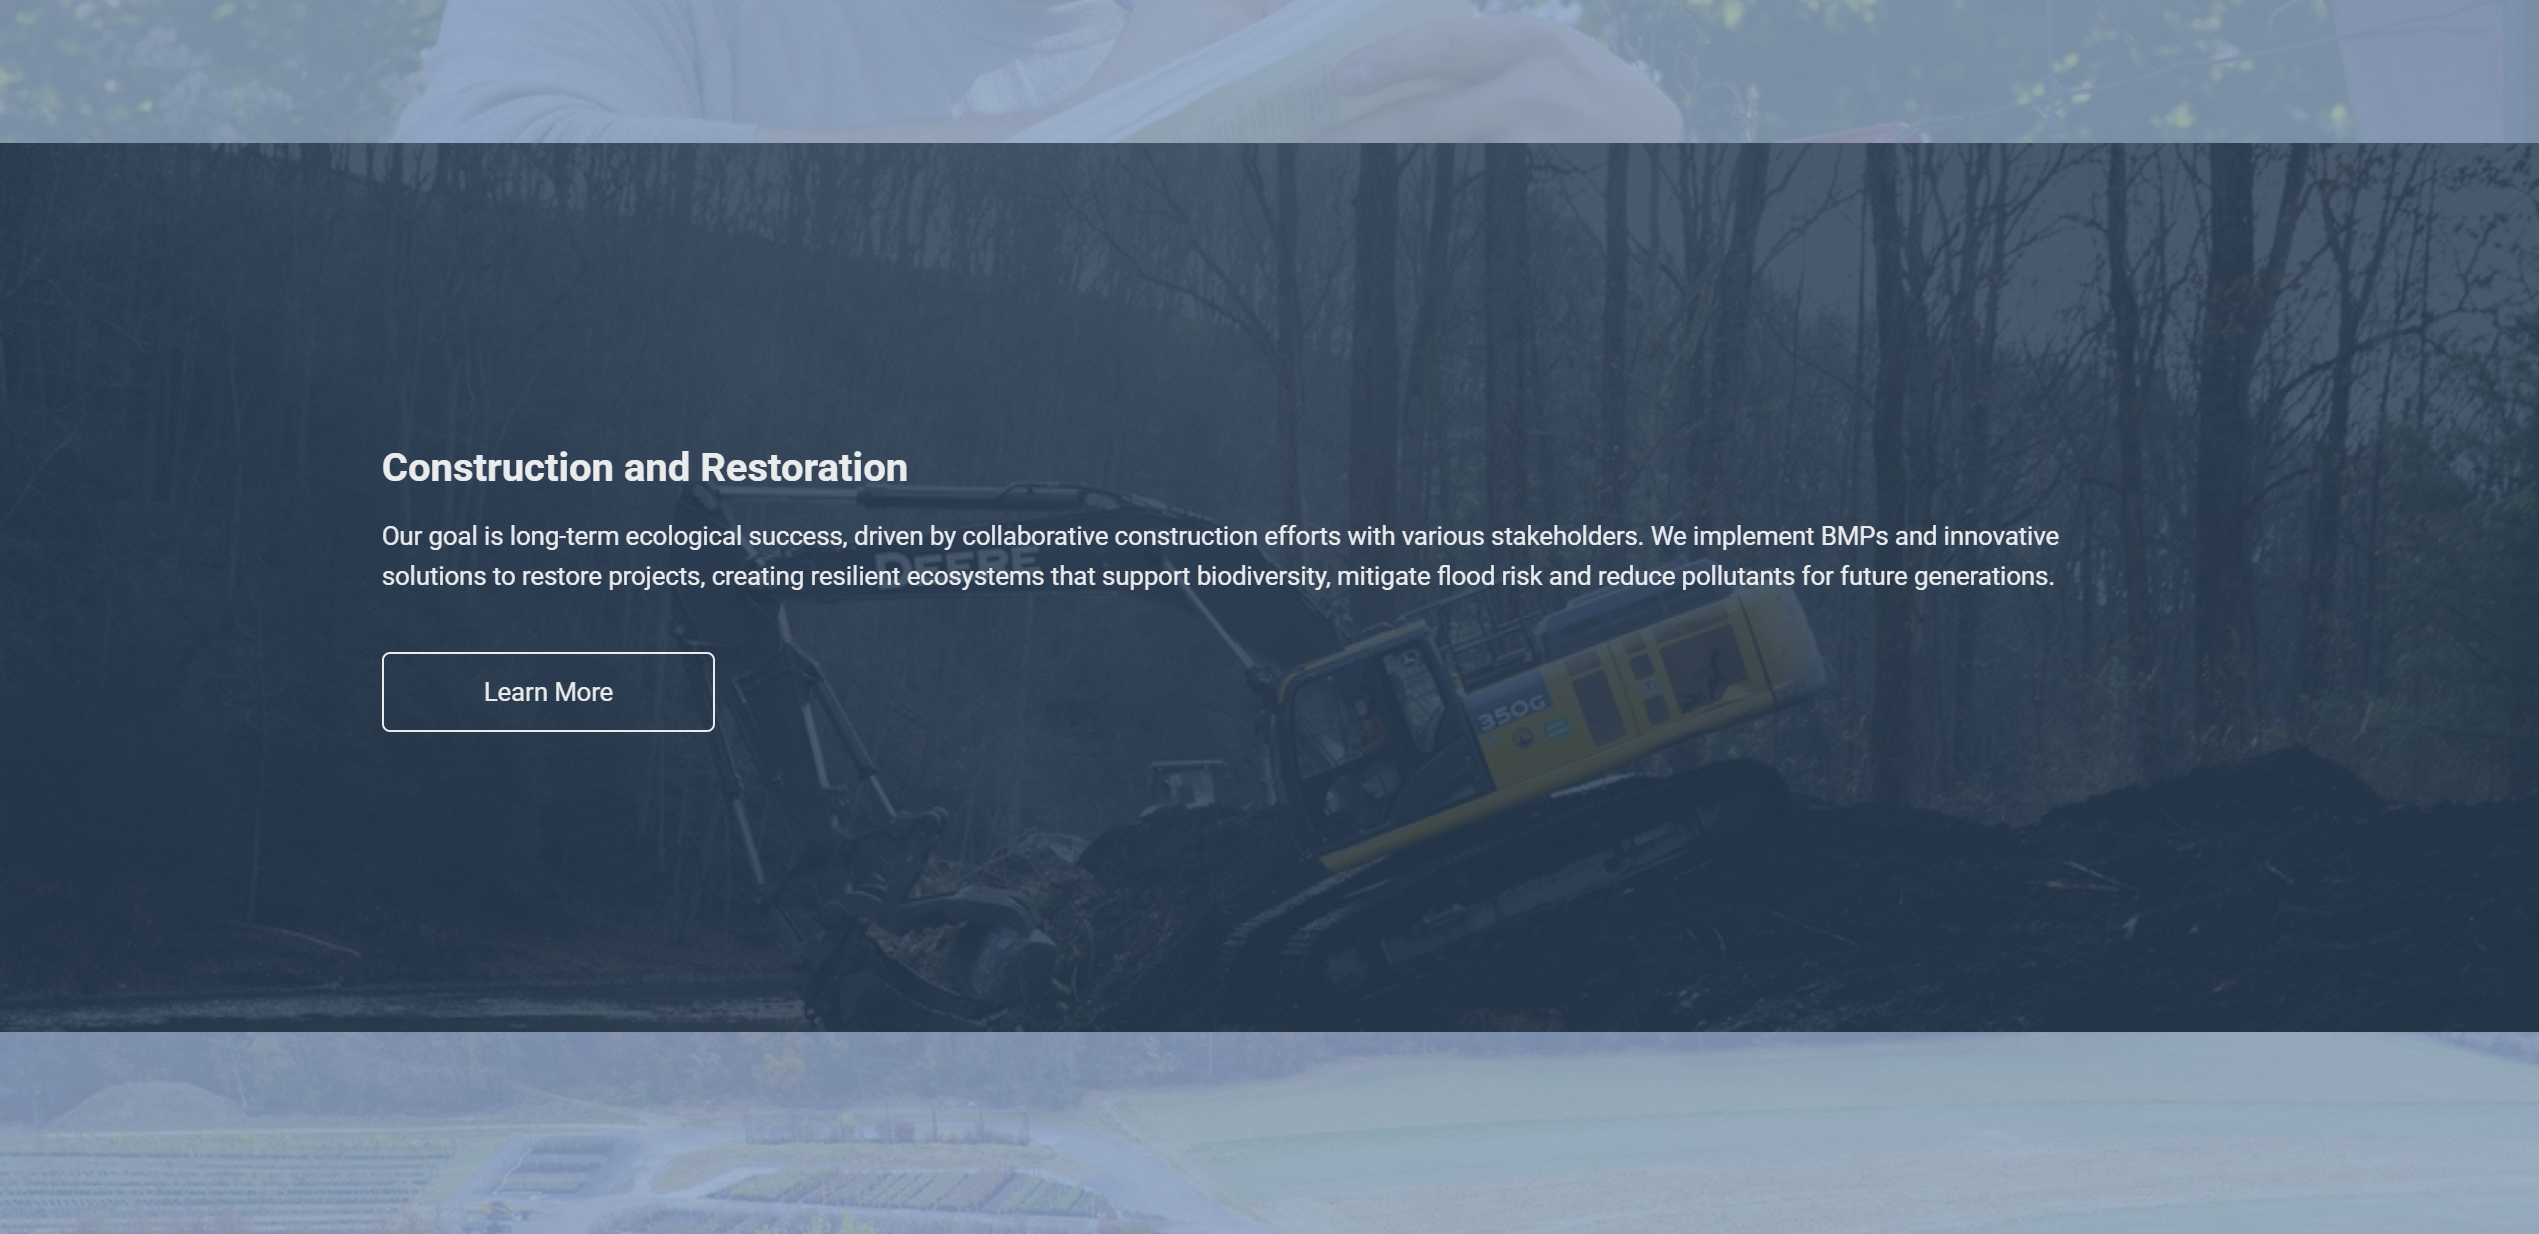 Construction and Restoration
Our goal is long-term ecological success, driven by collaborative construction efforts with various stakeholders. We implement BMPs and innovative
DEERE
solutions to restore projects, creating resilient ecosystems that support biodiversity, mitigate flood risk and reduce pollutants for future generations.
Learn More
350G